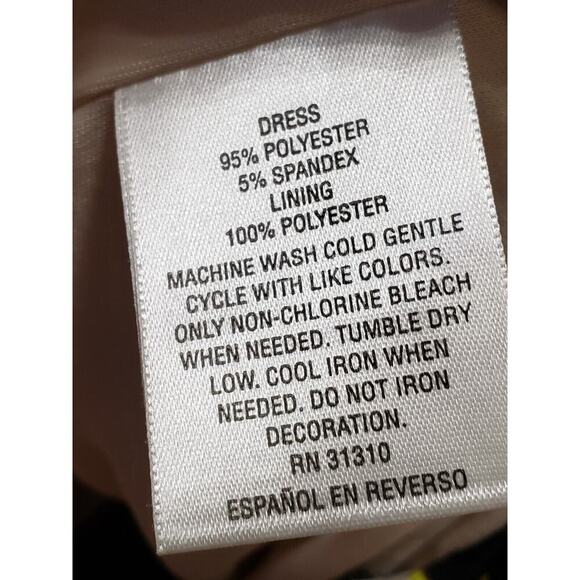 DRESS
95% POLYESTER
5% SPANDEX
LINING
100% POLYESTER
MACHINE WASH COLD GENTLE
CYCLE WITH LIKE COLORS.
ONLY NON-CHLORINE BLEACH
WHEN NEEDED. TUMBLE DRY
LOW. COOL IRON WHEN
NEEDED. DO NOT IRON
DECORATION.
RN 31310
ESPAÑOL EN REVERSO